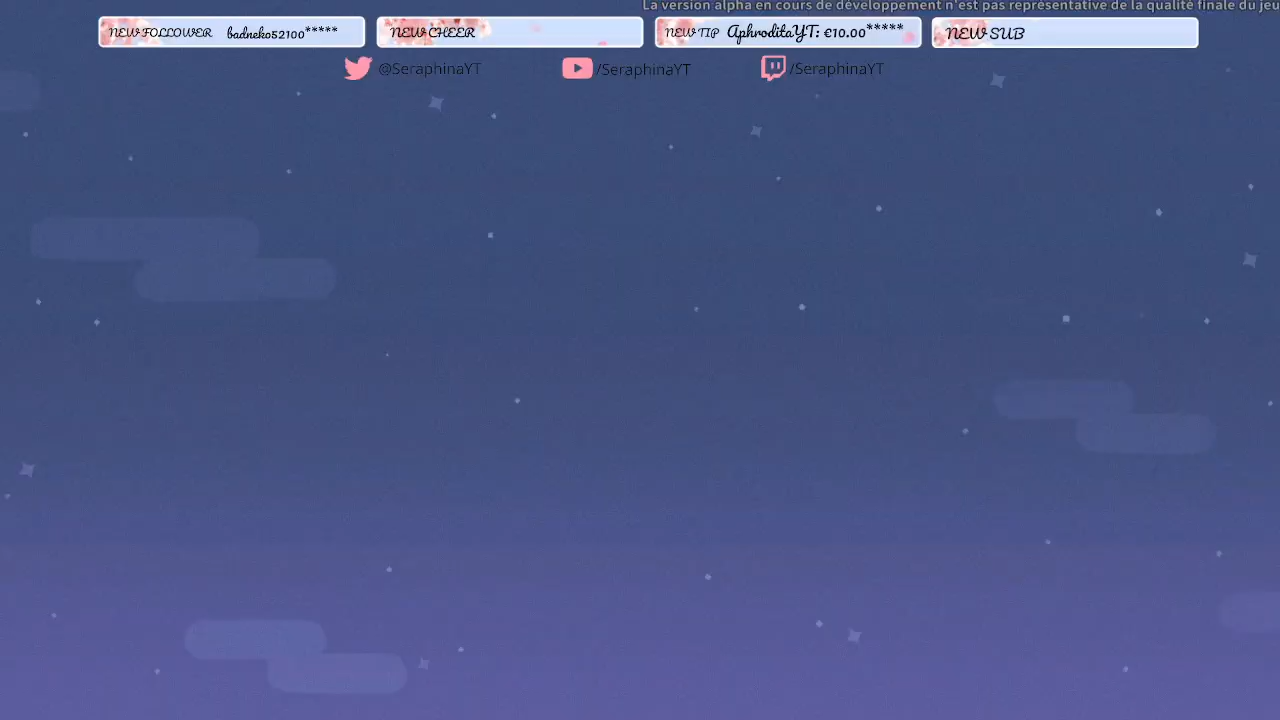 La version alpha en cours de développement n'est pas représentative de la qualité finale du jeu
NEW FOLLOWER badneko52100*****
NEW CHEER
NEW TIP AphroditaYT: €10.00*****
NEW SUB
@SeraphinaYT
/SeraphinaYT
/SeraphinaYT